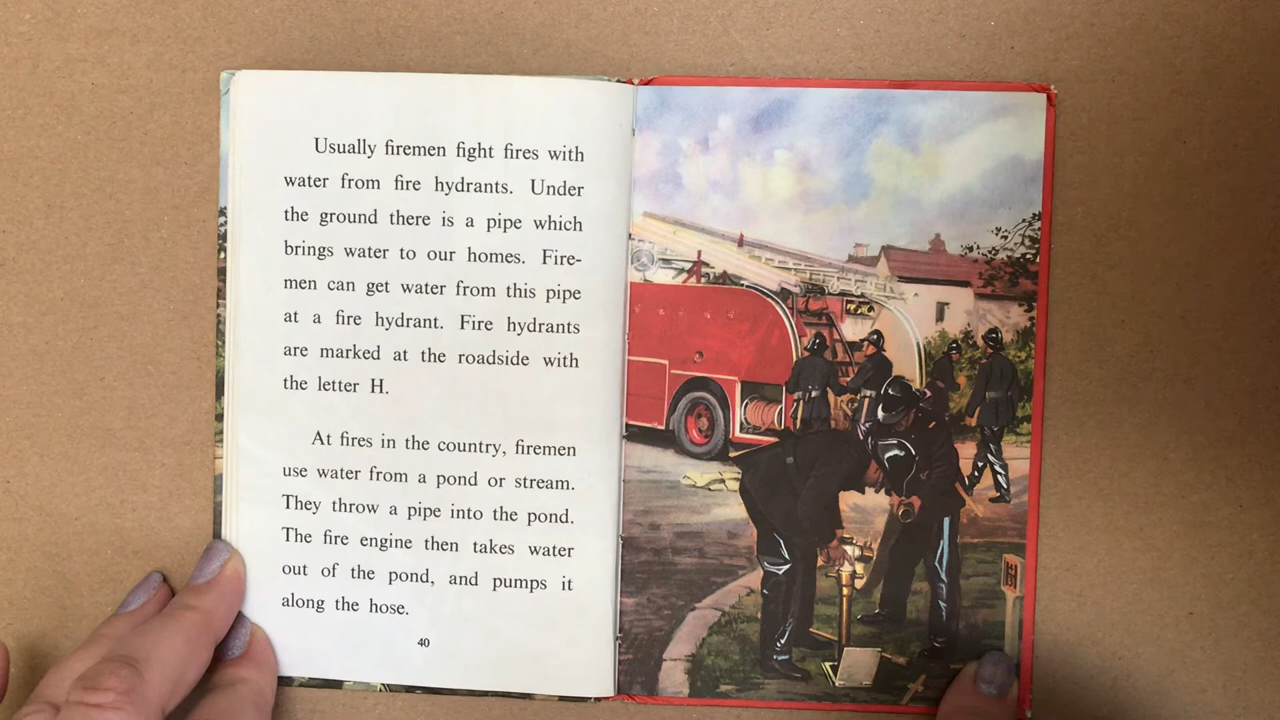 Usually firemen fight fires with
water from fire hydrants. Under
the ground there is a pipe which
brings water to our homes. Fire-
men can get water from this pipe
at a fire hydrant. Fire hydrants
are marked at the roadside with
the letter H.
At fires in the country, firemen
use water from a pond or stream.
They throw a pipe into the pond.
The fire engine then takes water
out of the pond, and pumps it
along the hose.
40
H